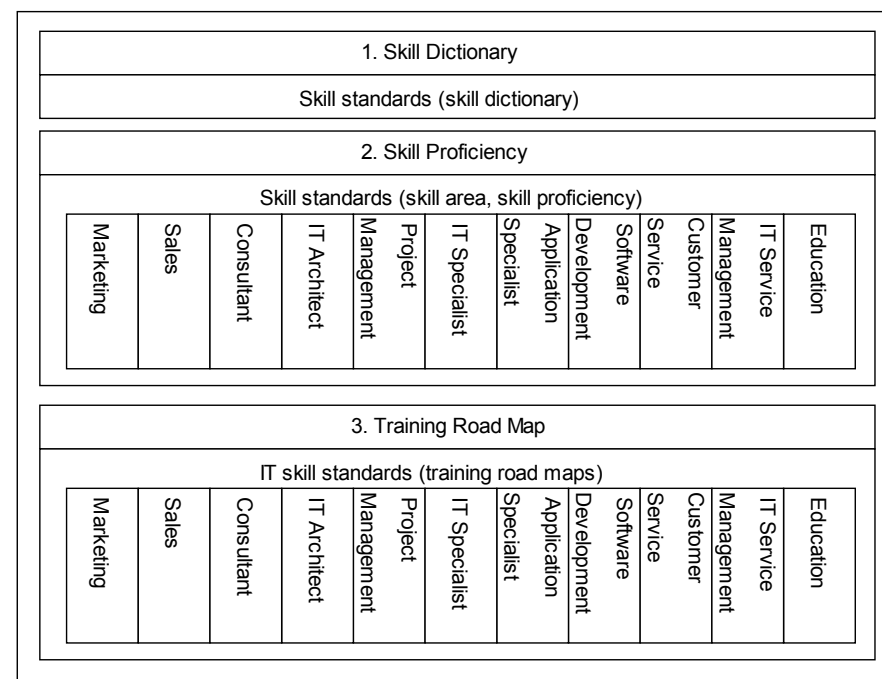 1. Skill Dictionary
Skill standards (skill dictionary)
2. Skill Proficiency
Skill standards (skill area, skill proficiency)
Marketing
Sales
Consultant
IT Architect
Project
Management
IT Specialist
Application
Specialist
Software
Development
Customer
Service
IT Service
Management
Education
3. Training Road Map
IT skill standards (training road maps)
Marketing
Sales
Consultant
IT Architect
Project
Management
IT Specialist
Application
Specialist
Software
Development
Customer
Service
IT Service
Management
Education